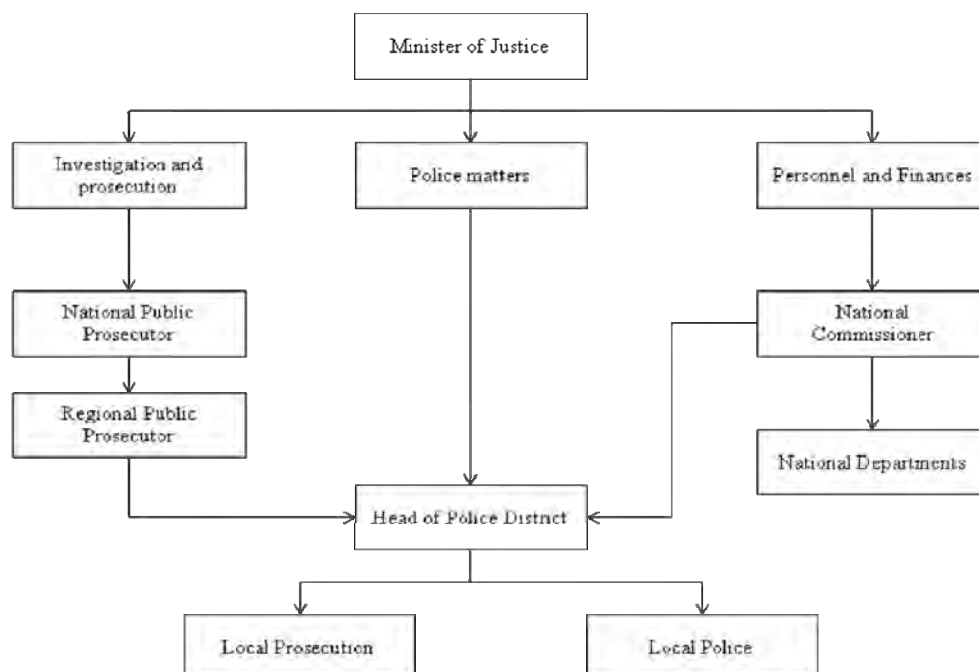 Minister of Justice
Investigation and
prosecution
Police matters
Personnel and Finances
National Public
Prosecutor
National
Commissioner
Regional Public
Prosecutor
National Departments
Head of Police District
Local Prosecution
Local Police